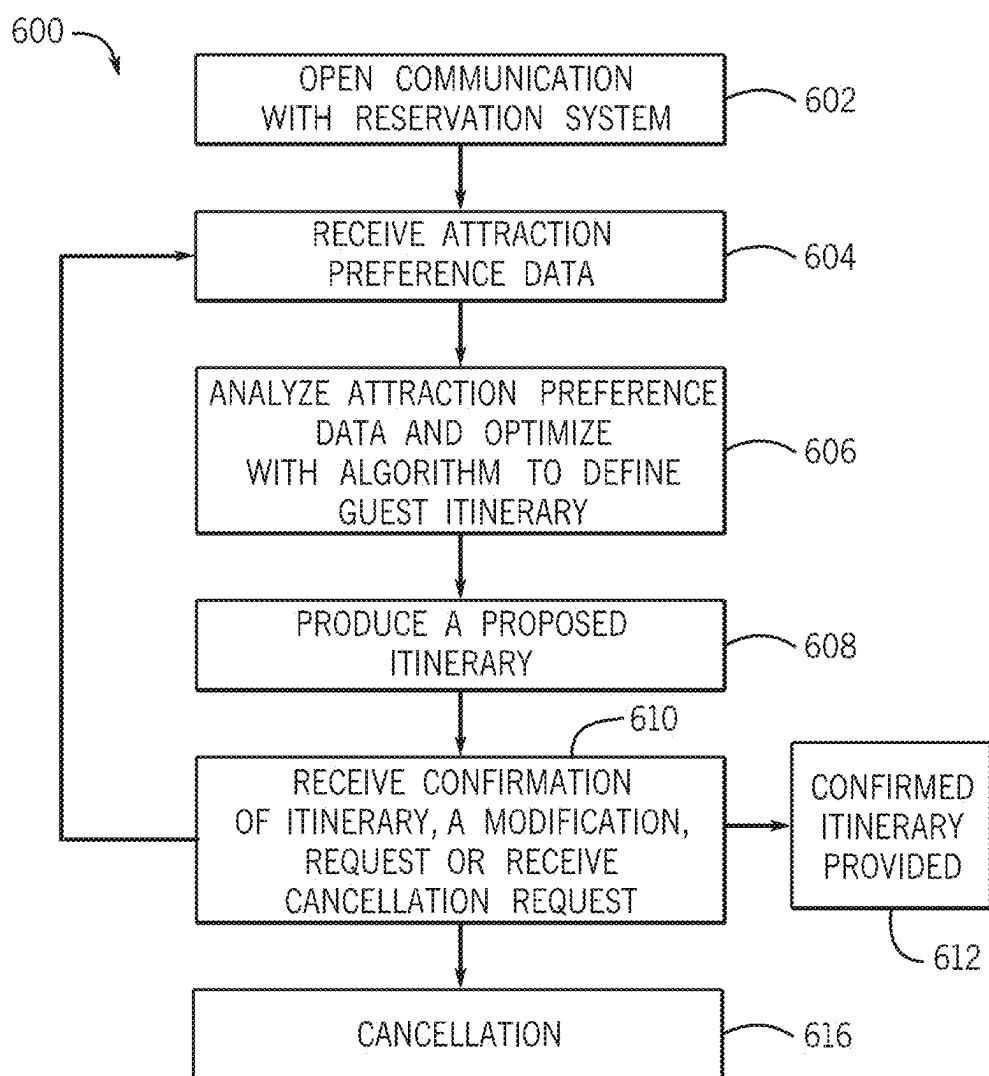 600
OPEN COMMUNICATION
WITH RESERVATION SYSTEM
602
RECEIVE ATTRACTION
PREFERENCE DATA
604
ANALYZE ATTRACTION PREFERENCE
DATA AND OPTIMIZE
WITH ALGORITHM TO DEFINE
GUEST ITINERARY
606
PRODUCE A PROPOSED
ITINERARY
608
610
RECEIVE CONFIRMATION
OF ITINERARY, A MODIFICATION,
REQUEST OR RECEIVE
CANCELLATION REQUEST
CONFIRMED
ITINERARY
PROVIDED
612
CANCELLATION
616